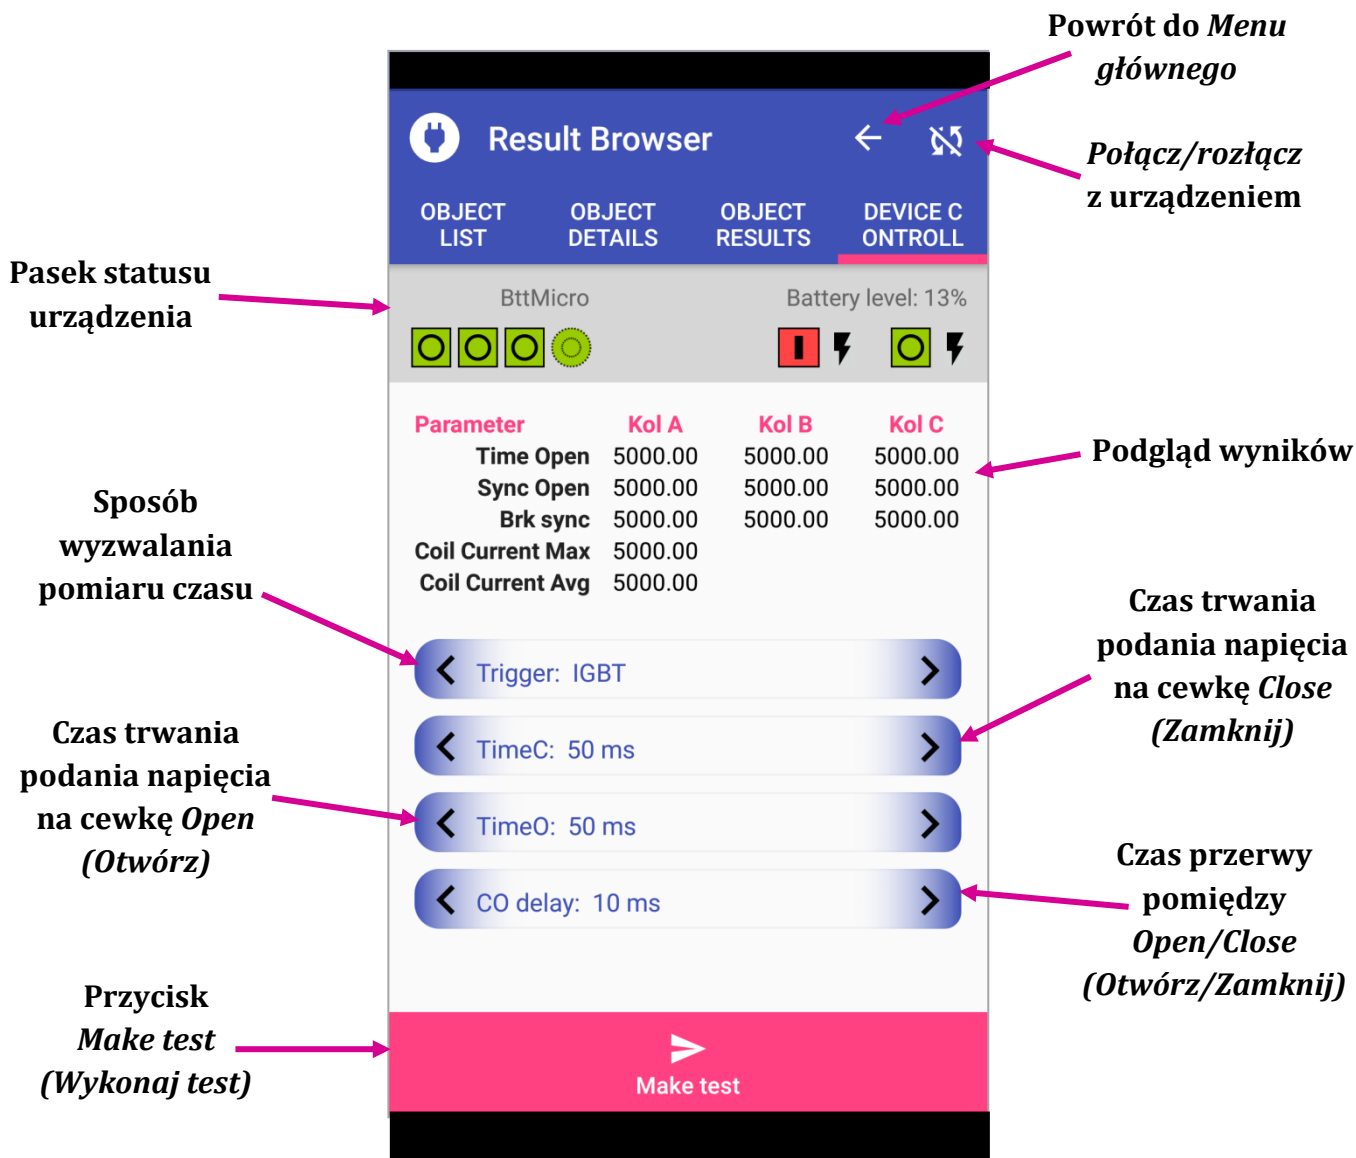 Powrót do Menu
głównego
Połącz/rozłącz
z urządzeniem
Result Browser
OBJECT
LIST
OBJECT
DETAILS
OBJECT
RESULTS
DEVICE C
ONTROLL
Pasek statusu
urządzenia
BttMicro
Battery level: 13%
Parameter Kol A Kol B Kol C
Time Open 5000.00 5000.00 5000.00
Sync Open 5000.00 5000.00 5000.00
Brk sync 5000.00 5000.00 5000.00
Coil Current Max 5000.00
Coil Current Avg 5000.00
Podgląd wyników
Sposób
wyzwalania
pomiaru czasu
Trigger: IGBT
TimeC: 50 ms
TimeO: 50 ms
CO delay: 10 ms
Czas trwania
podania napięcia
na cewkę Close
(Zamknij)
Czas trwania
podania napięcia
na cewkę Open
(Otwórz)
Czas przerwy
pomiędzy
Open/Close
(Otwórz/Zamknij)
Przycisk
Make test
(Wykonaj test)
Make test